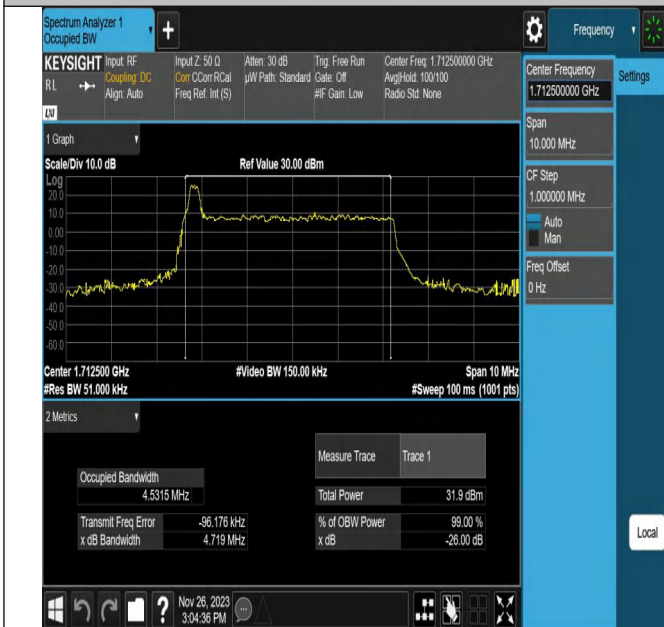 Spectrum Analyzer 1
Occupied BW
Frequency
KEYSIGHT
RL
LXI
Input: RF
Coupling: DC
Align: Auto
Input Z: 50 Ω
Corr CCorr RCal
Freq Ref: Int (S)
Atten: 30 dB
µW Path: Standard
Trig: Free Run
Gate: Off
#IF Gain: Low
Center Freq: 1.712500000 GHz
Avg|Hold: 100/100
Radio Std: None
Center Frequency
1.712500000 GHz
Settings
Span
10.000 MHz
CF Step
1.000000 MHz
Auto
Man
Freq Offset
0 Hz
1 Graph
Scale/Div 10.0 dB
Ref Value 30.00 dBm
Log
20.0
10.0
0.00
-10.0
-20.0
-30.0
-40.0
-50.0
-60.0
Center 1.712500 GHz
#Video BW 150.00 kHz
Span 10 MHz
#Res BW 51.000 kHz
#Sweep 100 ms (1001 pts)
2 Metrics
Measure Trace
Trace 1
Occupied Bandwidth
4.5315 MHz
Total Power
31.9 dBm
Transmit Freq Error
-96.176 kHz
% of OBW Power
99.00 %
x dB Bandwidth
4.719 MHz
x dB
-26.00 dB
Local
?
Nov 26, 2023
3:04:36 PM